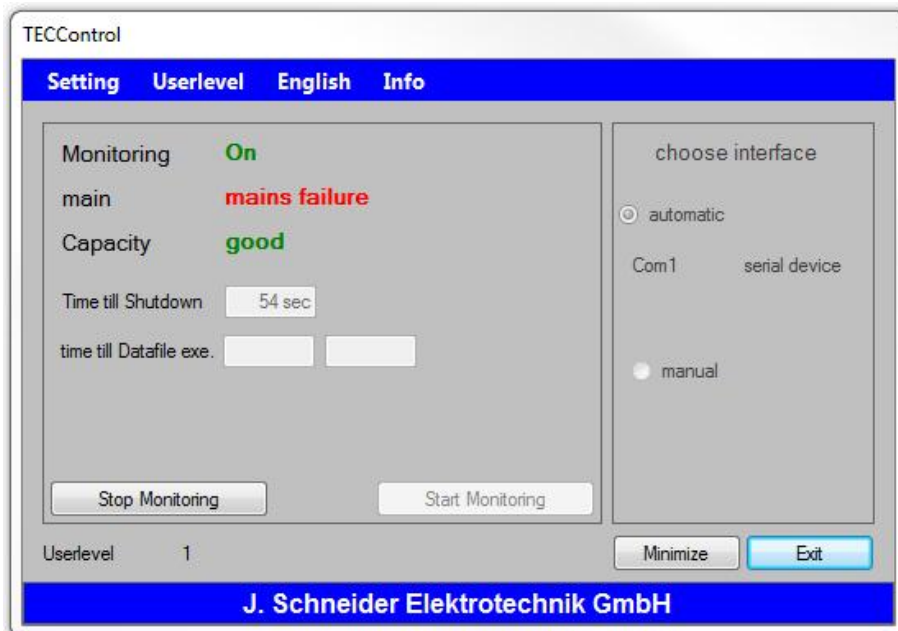 TECControl
Setting Userlevel English Info
Monitoring On
main mains failure
Capacity good
Time till Shutdown 54 sec
time till Datafile exe.
Stop Monitoring Start Monitoring
choose interface
automatic
Com1 serial device
manual
Userlevel 1
Minimize Exit
J. Schneider Elektrotechnik GmbH